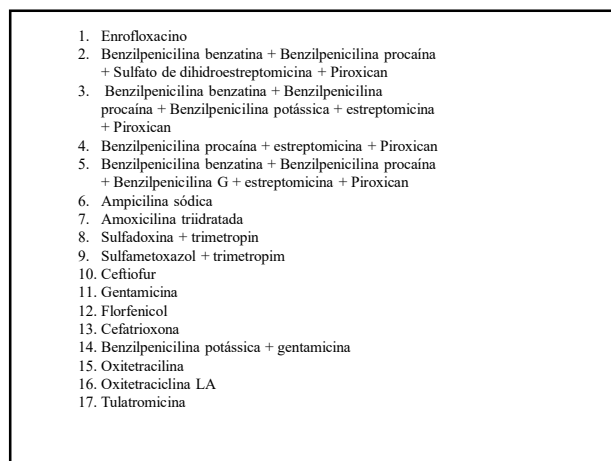 1. Enrofloxacino
2. Benzilpenicilina benzatina + Benzilpenicilina procaína
+ Sulfato de dihidroestreptomicina + Piroxican
3. Benzilpenicilina benzatina + Benzilpenicilina
procaína + Benzilpenicilina potássica + estreptomicina
+ Piroxican
4. Benzilpenicilina procaína + estreptomicina + Piroxican
5. Benzilpenicilina benzatina + Benzilpenicilina procaína
+ Benzilpenicilina G + estreptomicina + Piroxican
6. Ampicilina sódica
7. Amoxicilina triidratada
8. Sulfadoxina + trimetropin
9. Sulfametoxazol + trimetropim
10. Ceftiofur
11. Gentamicina
12. Florfenicol
13. Cefatrioxona
14. Benzilpenicilina potássica + gentamicina
15. Oxitetracilina
16. Oxitetraciclina LA
17. Tulatromicina